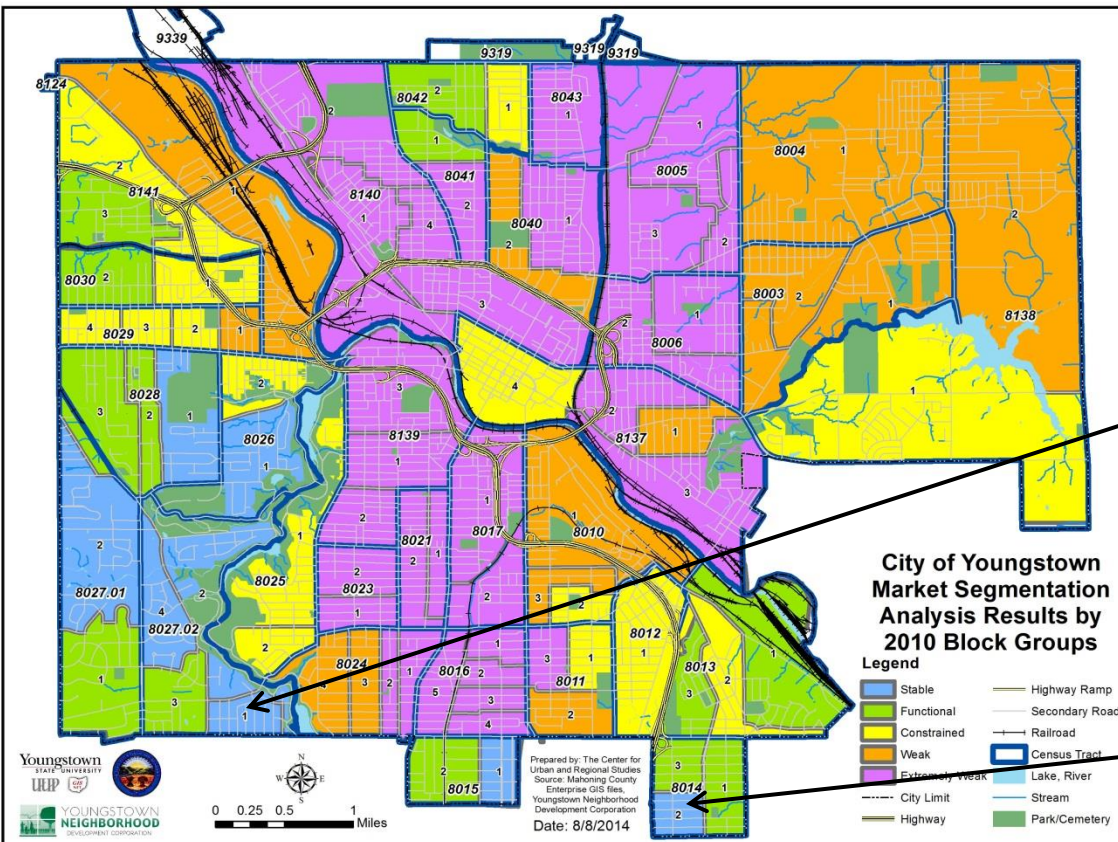 9339
9319
9319
9319
8124
8042
8043
8004
8005
8141
8140
8041
8040
8030
8003
8138
8029
8006
8028
8026
8139
8137
8021
8017
8010
8025
8027.01
8023
8027.02
8012
8024
8016
8011
8013
8015
8014
City of Youngstown
Market Segmentation
Analysis Results by
2010 Block Groups
Legend
Stable
Functional
Constrained
Weak
Extremely Weak
City Limit
Highway
Highway Ramp
Secondary Road
Railroad
Census Tract
Lake, River
Stream
Park/Cemetery
Youngstown
STATE UNIVERSITY
YOUNGSTOWN
NEIGHBORHOOD
DEVELOPMENT CORPORATION
N
W E
S
0 0.25 0.5 1
Miles
Prepared by: The Center for
Urban and Regional Studies
Source: Mahoning County
Enterprise GIS files,
Youngstown Neighborhood
Development Corporation
Date: 8/8/2014